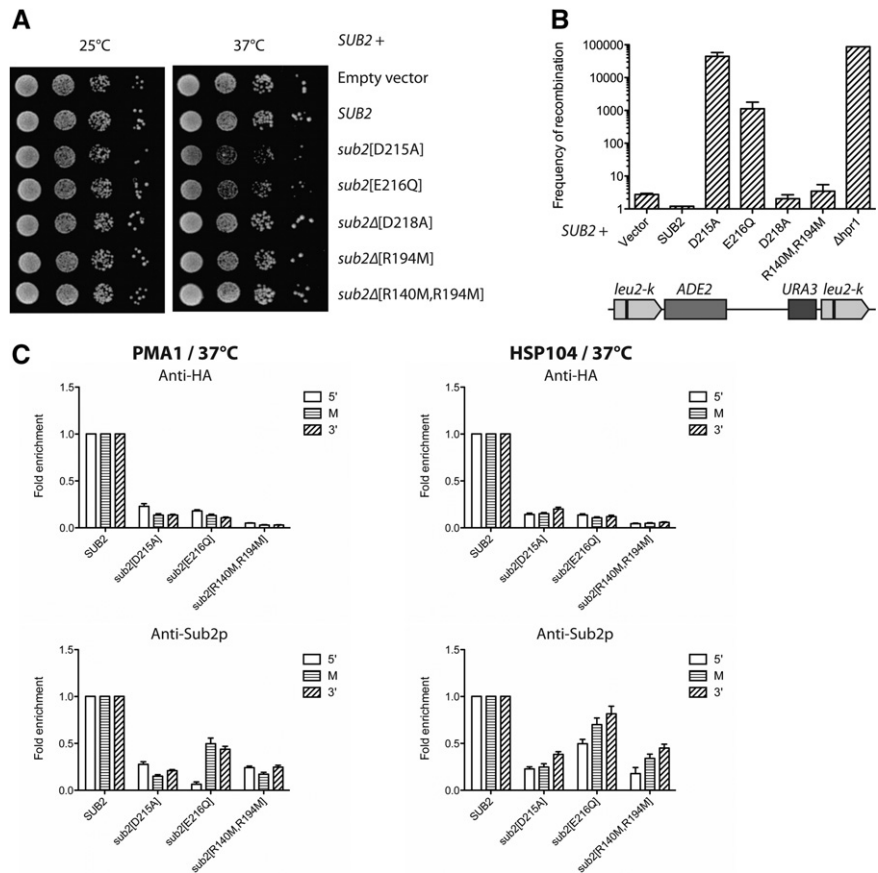 A
25°C
37°C
SUB2 +
Empty vector
SUB2
sub2[D215A]
sub2[E216Q]
sub2Δ[D218A]
sub2Δ[R194M]
sub2Δ[R140M,R194M]
B
Frequency of recombination
100000
10000
1000
100
10
1
SUB2 +
Vector
SUB2
D215A
E216Q
D218A
R140M,R194M
Δhpr1
leu2-k
ADE2
URA3
leu2-k
C
PMA1 / 37°C
Anti-HA
Fold enrichment
1.5
1.0
0.5
0.0
5'
M
3'
SUB2
sub2[D215A]
sub2[E216Q]
sub2[R140M,R194M]
HSP104 / 37°C
Anti-HA
Fold enrichment
1.5
1.0
0.5
0.0
5'
M
3'
SUB2
sub2[D215A]
sub2[E216Q]
sub2[R140M,R194M]
Anti-Sub2p
Fold enrichment
1.5
1.0
0.5
0.0
5'
M
3'
SUB2
sub2[D215A]
sub2[E216Q]
sub2[R140M,R194M]
Anti-Sub2p
Fold enrichment
1.5
1.0
0.5
0.0
5'
M
3'
SUB2
sub2[D215A]
sub2[E216Q]
sub2[R140M,R194M]